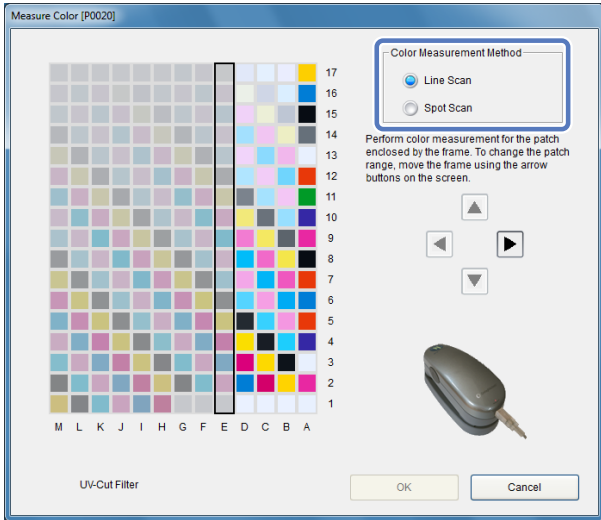 Measure Color [P0020]
Color Measurement Method
Line Scan
Spot Scan
Perform color measurement for the patch
enclosed by the frame. To change the patch
range, move the frame using the arrow
buttons on the screen.
17
16
15
14
13
12
11
10
9
8
7
6
5
4
3
2
1
M L K J I H G F E D C B A
UV-Cut Filter
OK
Cancel